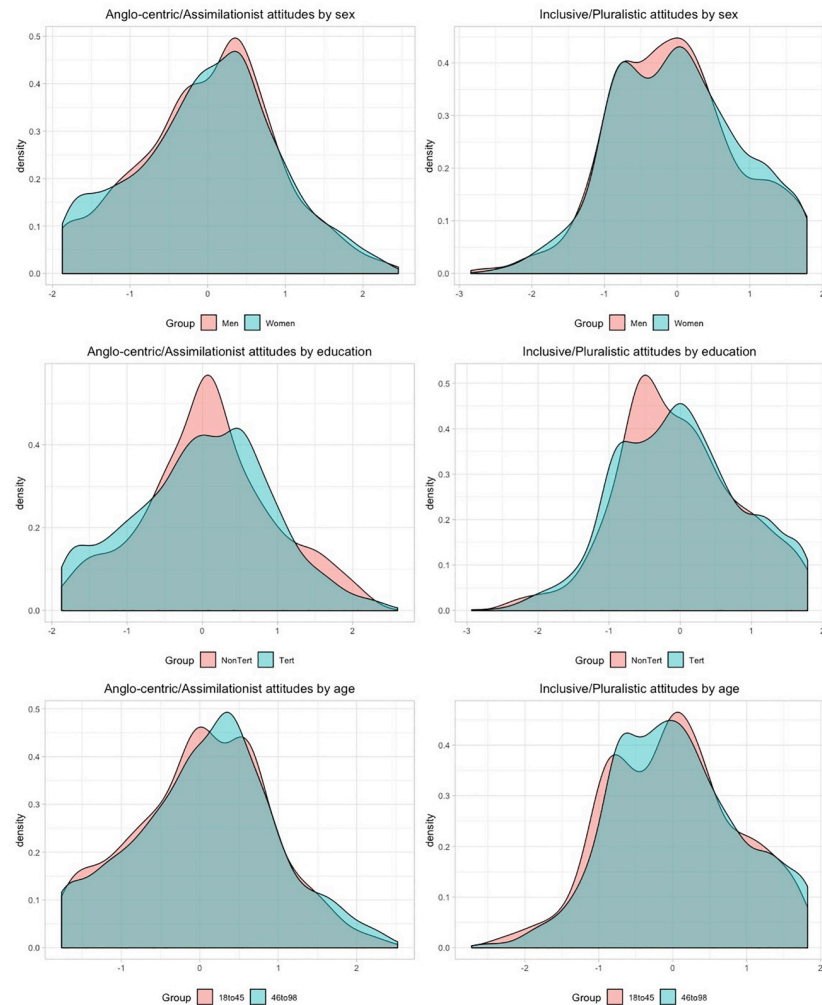 Anglo-centric/Assimilationist attitudes by sex
0.5
0.4
0.3
0.2
0.1
0.0
density
-2 -1 0 1 2
Group Men Women
Inclusive/Pluralistic attitudes by sex
0.4
0.3
0.2
0.1
0.0
density
-3 -2 -1 0 1 2
Group Men Women
Anglo-centric/Assimilationist attitudes by education
0.4
0.2
0.0
density
-1 0 1 2
Group NonTert Tert
Inclusive/Pluralistic attitudes by education
0.5
0.4
0.3
0.2
0.1
0.0
density
-3 -2 -1 0 1 2
Group NonTert Tert
Anglo-centric/Assimilationist attitudes by age
0.5
0.4
0.3
0.2
0.1
0.0
density
-1 0 1 2
Group 18to45 46to98
Inclusive/Pluralistic attitudes by age
0.4
0.3
0.2
0.1
0.0
density
-2 -1 0 1 2
Group 18to45 46to98